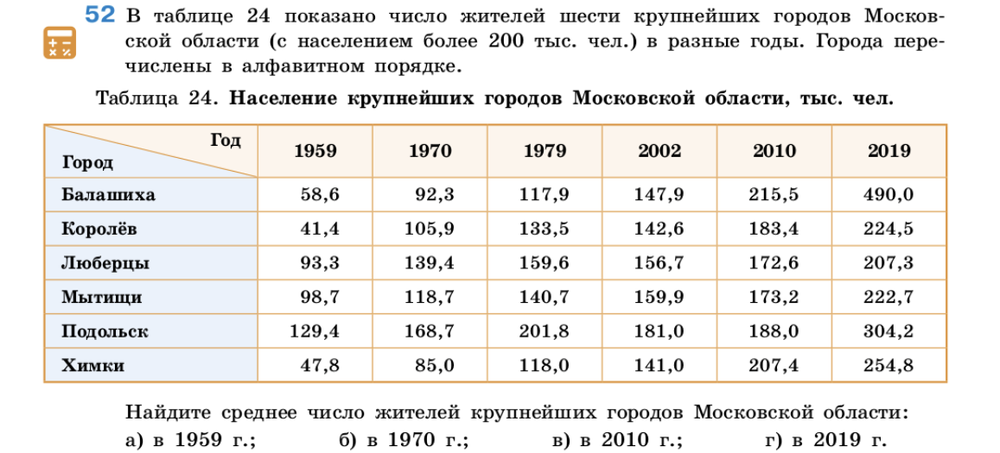 52 В таблице 24 показано число жителей шести крупнейших городов Москов-
ской области (с населением более 200 тыс. чел.) в разные годы. Города пере-
числены в алфавитном порядке.
Таблица 24. Население крупнейших городов Московской области, тыс. чел.
Год
Город
1959 1970 1979 2002 2010 2019
Балашиха 58,6 92,3 117,9 147,9 215,5 490,0
Королёв 41,4 105,9 133,5 142,6 183,4 224,5
Люберцы 93,3 139,4 159,6 156,7 172,6 207,3
Мытищи 98,7 118,7 140,7 159,9 173,2 222,7
Подольск 129,4 168,7 201,8 181,0 188,0 304,2
Химки 47,8 85,0 118,0 141,0 207,4 254,8
Найдите среднее число жителей крупнейших городов Московской области:
а) в 1959 г.; б) в 1970 г.; в) в 2010 г.; г) в 2019 г.